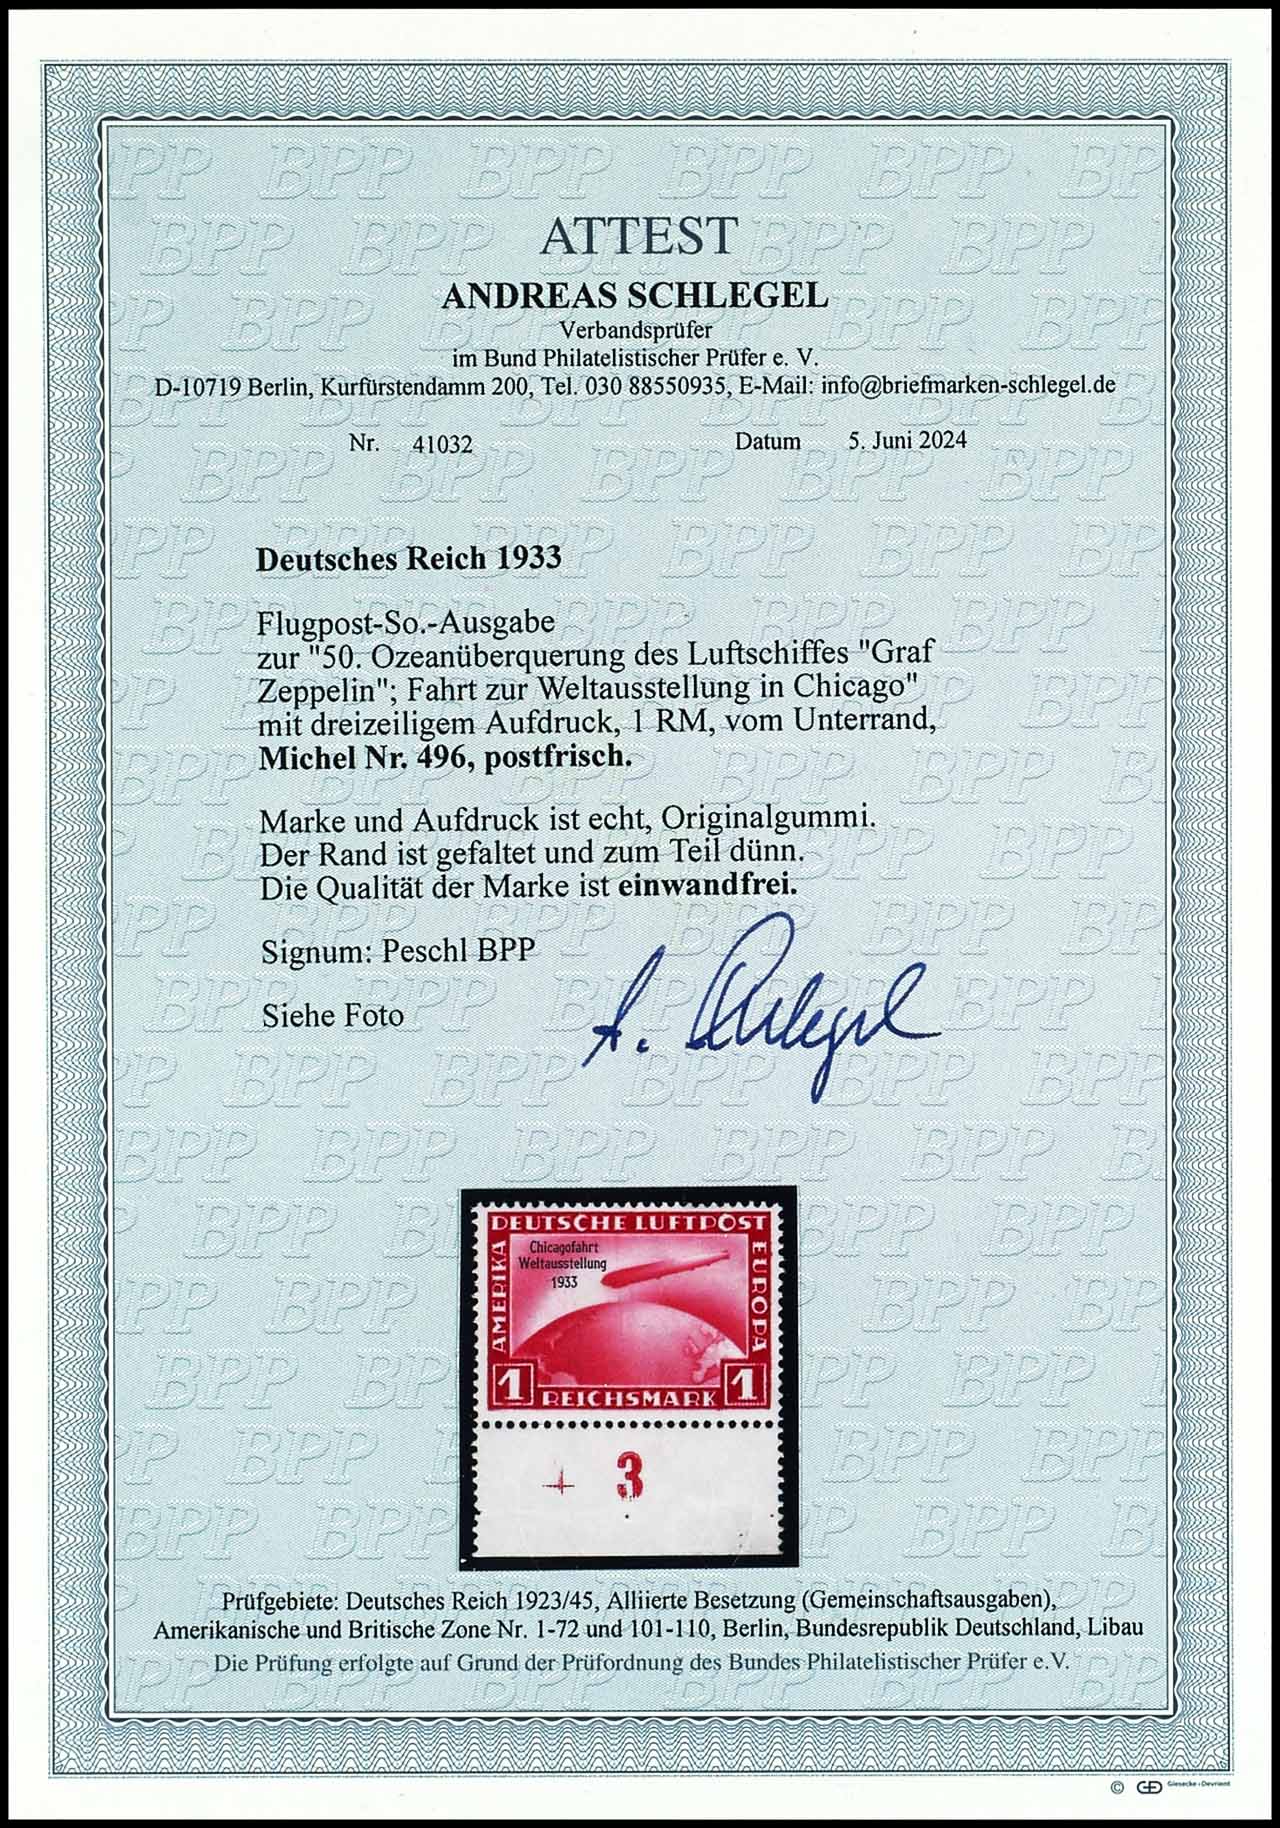 ATTEST
ANDREAS SCHLEGEL
Verbandsprüfer
im Bund Philatelistischer Prüfer e. V.
D-10719 Berlin, Kurfürstendamm 200, Tel. 030 88550935, E-Mail: info@briefmarken-schlegel.de
Nr. 41032 Datum 5. Juni 2024
Deutsches Reich 1933
Flugpost-So.-Ausgabe
zur "50. Ozeanüberquerung des Luftschiffes "Graf
Zeppelin"; Fahrt zur Weltausstellung in Chicago"
mit dreizeiligem Aufdruck, 1 RM, vom Unterrand,
Michel Nr. 496, postfrisch.
Marke und Aufdruck ist echt, Originalgummi.
Der Rand ist gefaltet und zum Teil dünn.
Die Qualität der Marke ist einwandfrei.
Signum: Peschl BPP
Siehe Foto
A. Schlegel
DEUTSCHE LUFTPOST
AMERIKA
EUROPA
Chicagofahrt
Weltausstellung
1933
1 REICHSMARK 1
3
Prüfgebiete: Deutsches Reich 1923/45, Alliierte Besetzung (Gemeinschaftsausgaben),
Amerikanische und Britische Zone Nr. 1-72 und 101-110, Berlin, Bundesrepublik Deutschland, Libau
Die Prüfung erfolgte auf Grund der Prüfordnung des Bundes Philatelistischer Prüfer e.V.
© GD Giesecke+Devrient